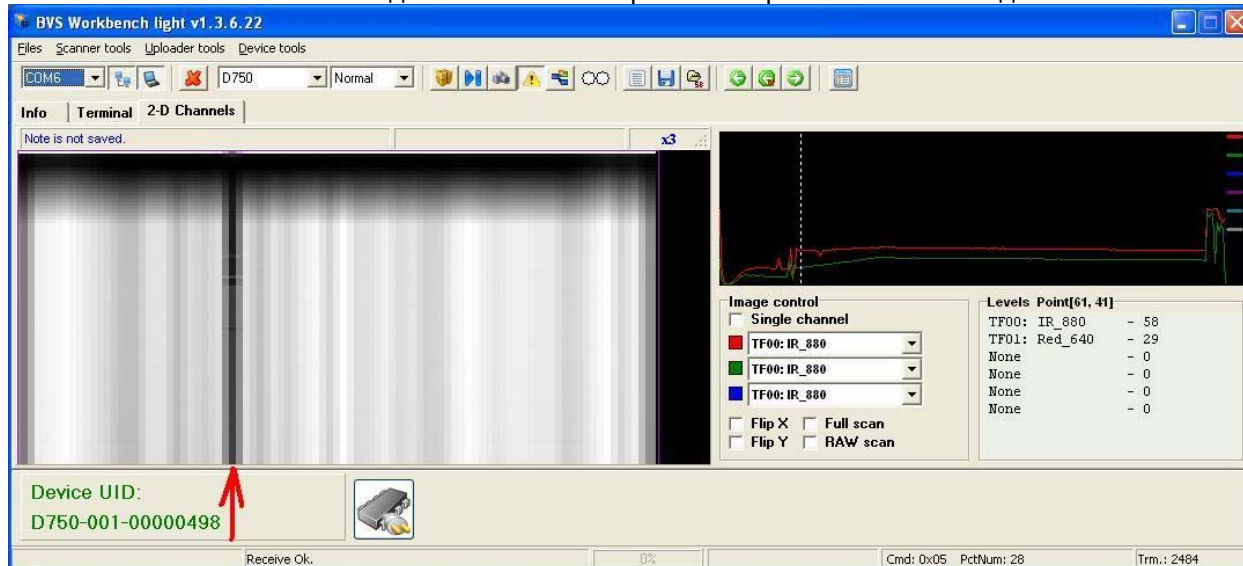 BVS Workbench light v1.3.6.22
Files Scanner tools Uploader tools Device tools
COM6 D750 Normal
Info Terminal 2-D Channels
Note is not saved. x3
Image control
Single channel
TF00: IR_880
TF00: IR_880
TF00: IR_880
Flip X Full scan
Flip Y RAW scan
Levels Point[61, 41]
TF00: IR_880 - 58
TF01: Red_640 - 29
None - 0
None - 0
None - 0
None - 0
Device UID:
D750-001-00000498
Receive Ok. 0% Cmd: 0x05 PctNum: 28 Trm.: 2484